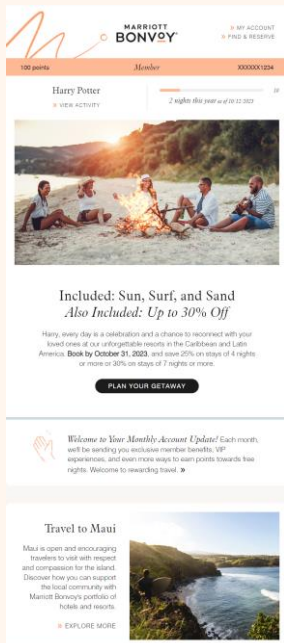 MARRIOTT
BONVOY
» MY ACCOUNT
» FIND & RESERVE
100 points
Member
XXXXXX1234
Harry Potter
» VIEW ACTIVITY
2 nights this year as of 10-12-2023
Included: Sun, Surf, and Sand
Also Included: Up to 30% Off
Harry, every day is a celebration and a chance to reconnect with your
loved ones at our unforgettable resorts in the Caribbean and Latin
America. Book by October 31, 2023, and save 25% on stays of 4 nights
or more or 30% on stays of 7 nights or more.
PLAN YOUR GETAWAY
Welcome to Your Monthly Account Update! Each month,
we'll be sending you exclusive member benefits, VIP
experiences, and even more ways to earn points towards free
nights. Welcome to rewarding travel. »
Travel to Maui
Maui is open and encouraging
travelers to visit with respect
and compassion for the island.
Discover how you can support
the local community with
Marriott Bonvoy's portfolio of
hotels and resorts.
» EXPLORE MORE